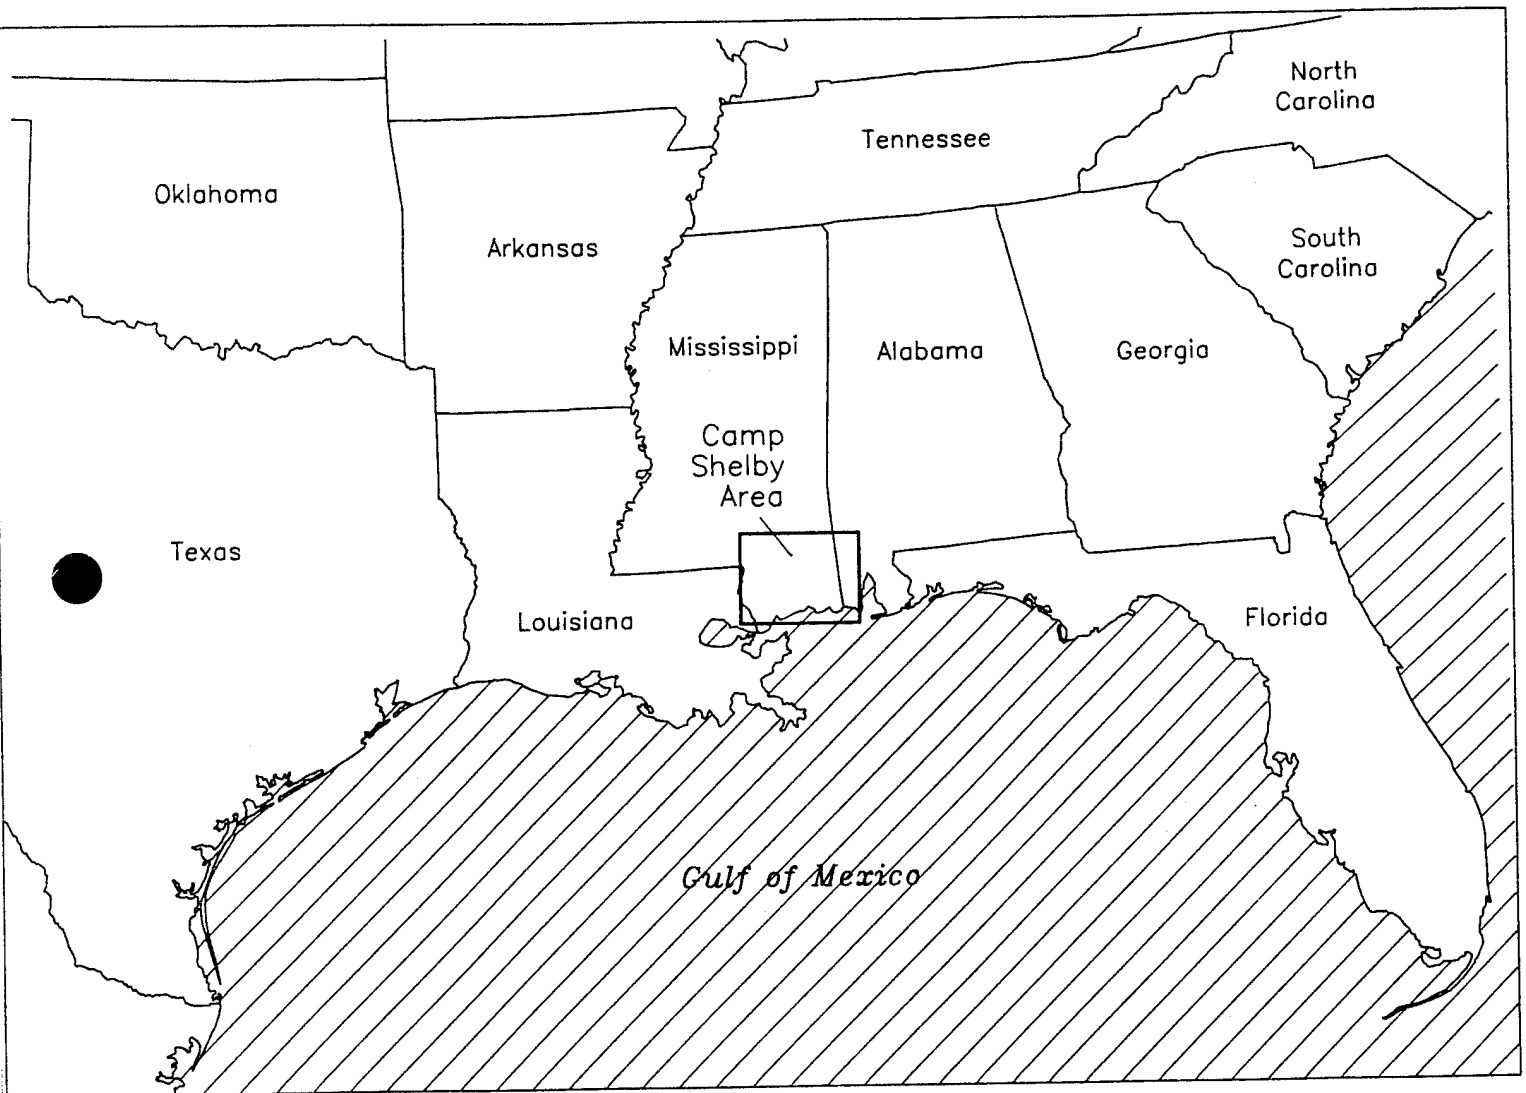 North
Carolina
Tennessee
Oklahoma
Arkansas
South
Carolina
Mississippi
Alabama
Georgia
Camp
Shelby
Area
Texas
Louisiana
Florida
Gulf of Mexico